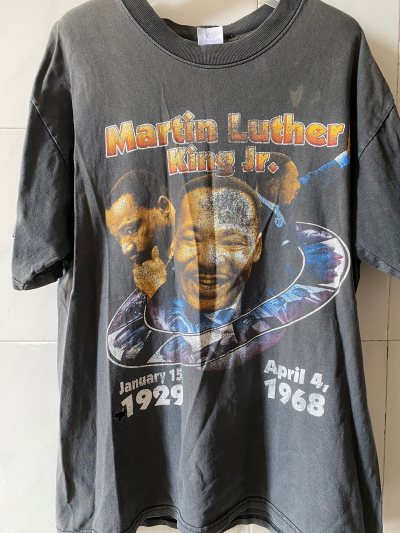 Martin Luther
King Jr.
January 15
1929
April 4,
1968